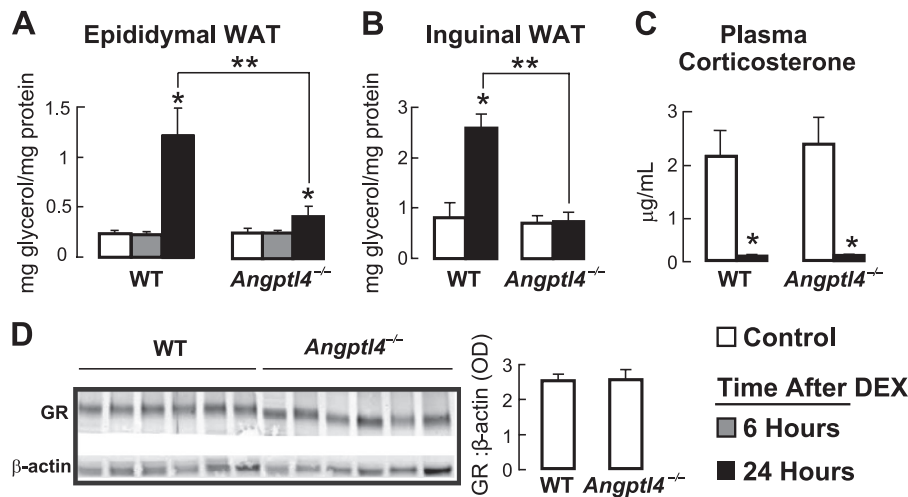 A
Epididymal WAT
mg glycerol/mg protein
1.5
1
0.5
0
*
**
*
WT
Angptl4⁻/⁻
B
Inguinal WAT
mg glycerol/mg protein
3
2
1
0
*
**
WT
Angptl4⁻/⁻
C
Plasma
Corticosterone
µg/mL
3
2
2
0
*
*
WT
Angptl4⁻/⁻
D
WT
Angptl4⁻/⁻
GR
β-actin
GR :β-actin (OD)
3
2
1
0
WT
Angptl4⁻/⁻
Control
Time After DEX
6 Hours
24 Hours